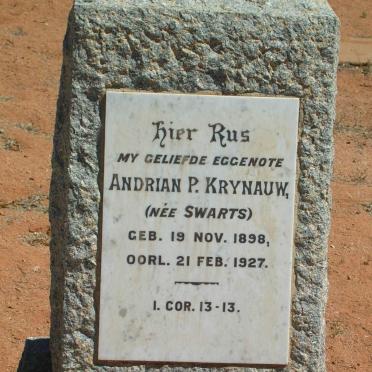 Hier Rus
MY GELIEFDE EGGENOTE
ANDRIAN P. KRYNAUW,
(NÉE SWARTS)
GEB. 19 NOV. 1898,
OORL. 21 FEB. 1927.
I. COR. 13-13.